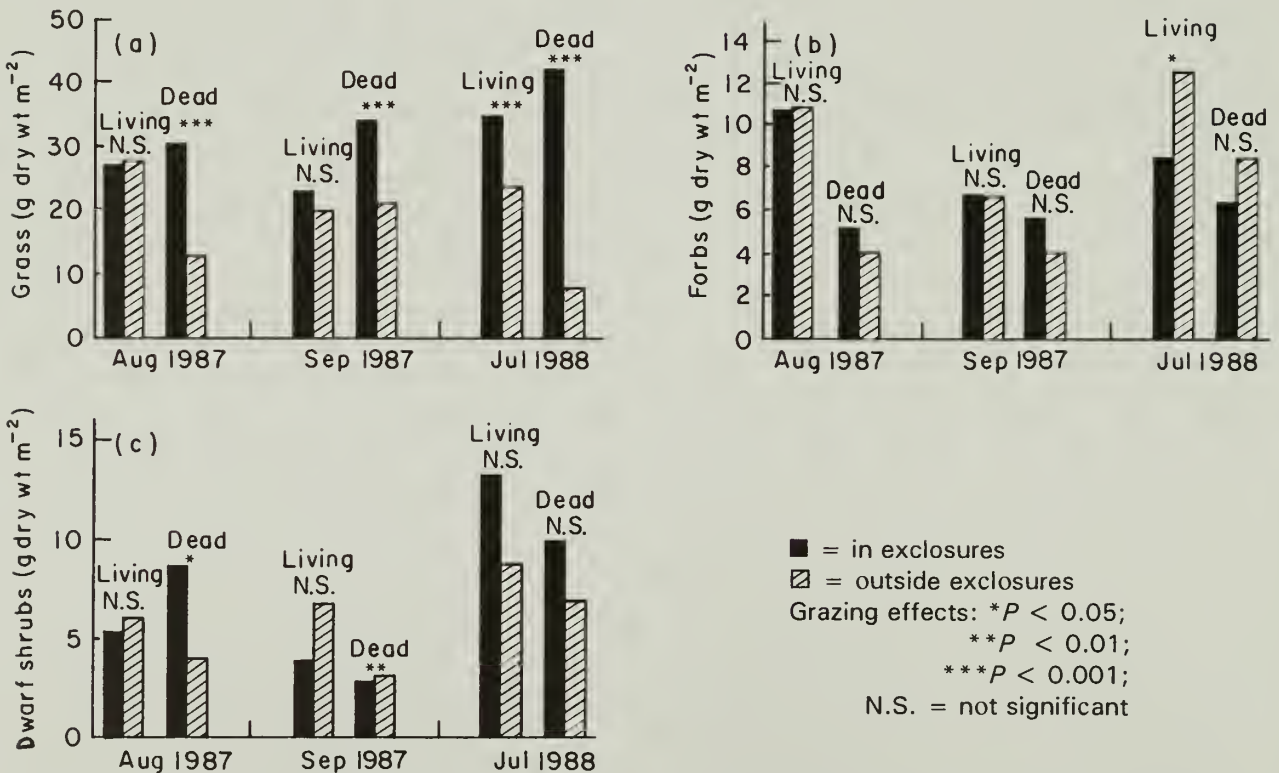 50
40
30
20
10
0
Grass (g dry wt m⁻²)
(a)
Living
N.S.
Dead
***
Living
N.S.
Dead
***
Living
***
Dead
***
Aug 1987
Sep 1987
Jul 1988
14
12
10
8
6
4
2
0
Forbs (g dry wt m⁻²)
(b)
Living
N.S.
Dead
N.S.
Living
N.S.
Dead
N.S.
Living
*
Dead
N.S.
Aug 1987
Sep 1987
Jul 1988
15
10
5
0
Dwarf shrubs (g dry wt m⁻²)
(c)
Living
N.S.
Dead
*
Living
N.S.
Dead
**
Living
N.S.
Dead
N.S.
Aug 1987
Sep 1987
Jul 1988
= in exclosures
= outside exclosures
Grazing effects: *P < 0.05;
**P < 0.01;
***P < 0.001;
N.S. = not significant